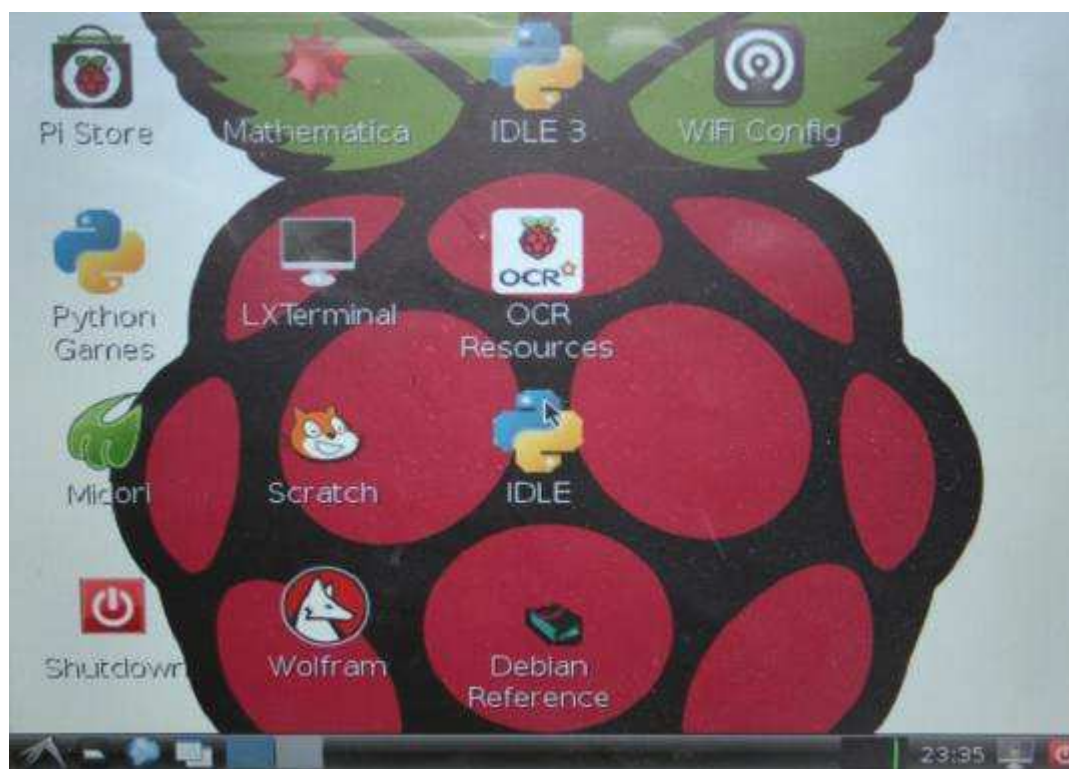 Pi Store
Mathematica
IDLE 3
WiFi Config
Python
Games
LXTerminal
OCR
OCR
Resources
Midori
Scratch
IDLE
Shutdown
Wolfram
Debian
Reference
23:35